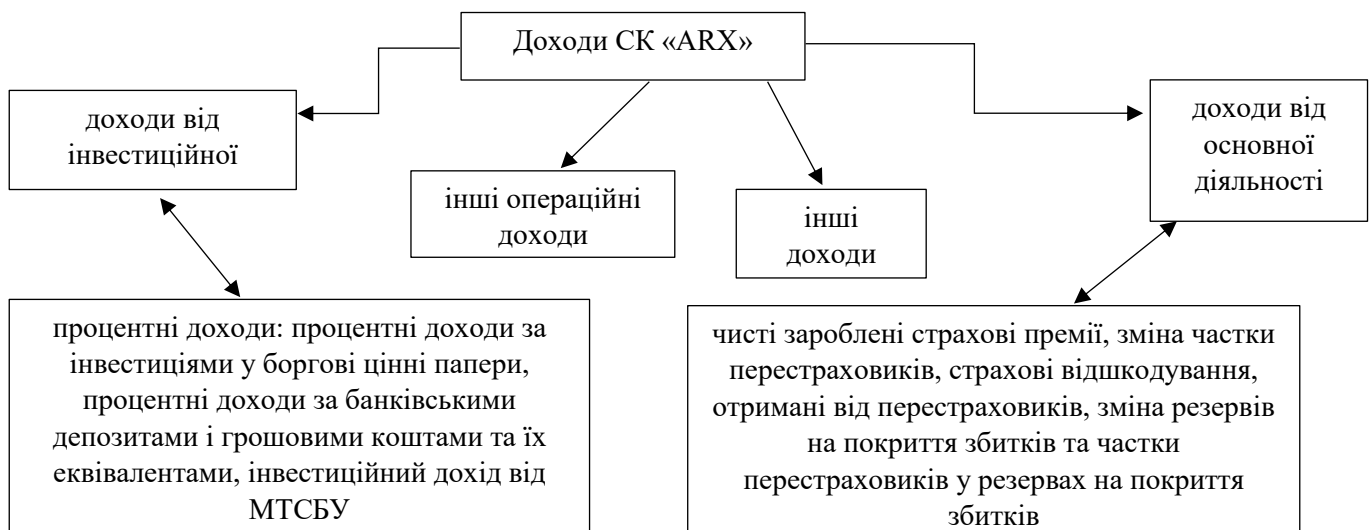 Доходи СК «ARX»
доходи від
інвестиційної
інші операційні
доходи
інші
доходи
доходи від
основної
діяльності
процентні доходи: процентні доходи за
інвестиціями у боргові цінні папери,
процентні доходи за банківськими
депозитами і грошовими коштами та їх
еквівалентами, інвестиційний дохід від
МТСБУ
чисті зароблені страхові премії, зміна частки
перестраховиків, страхові відшкодування,
отримані від перестраховиків, зміна резервів
на покриття збитків та частки
перестраховиків у резервах на покриття
збитків